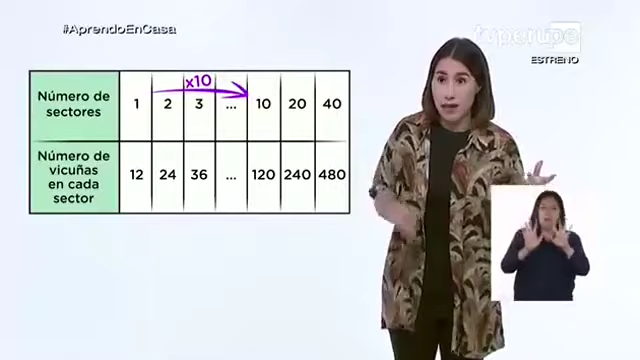 #AprendoEnCasa
tvperu
ESTRENO
x10
Número de sectores 1 2 3 ... 10 20 40
Número de vicuñas en cada sector 12 24 36 ... 120 240 480